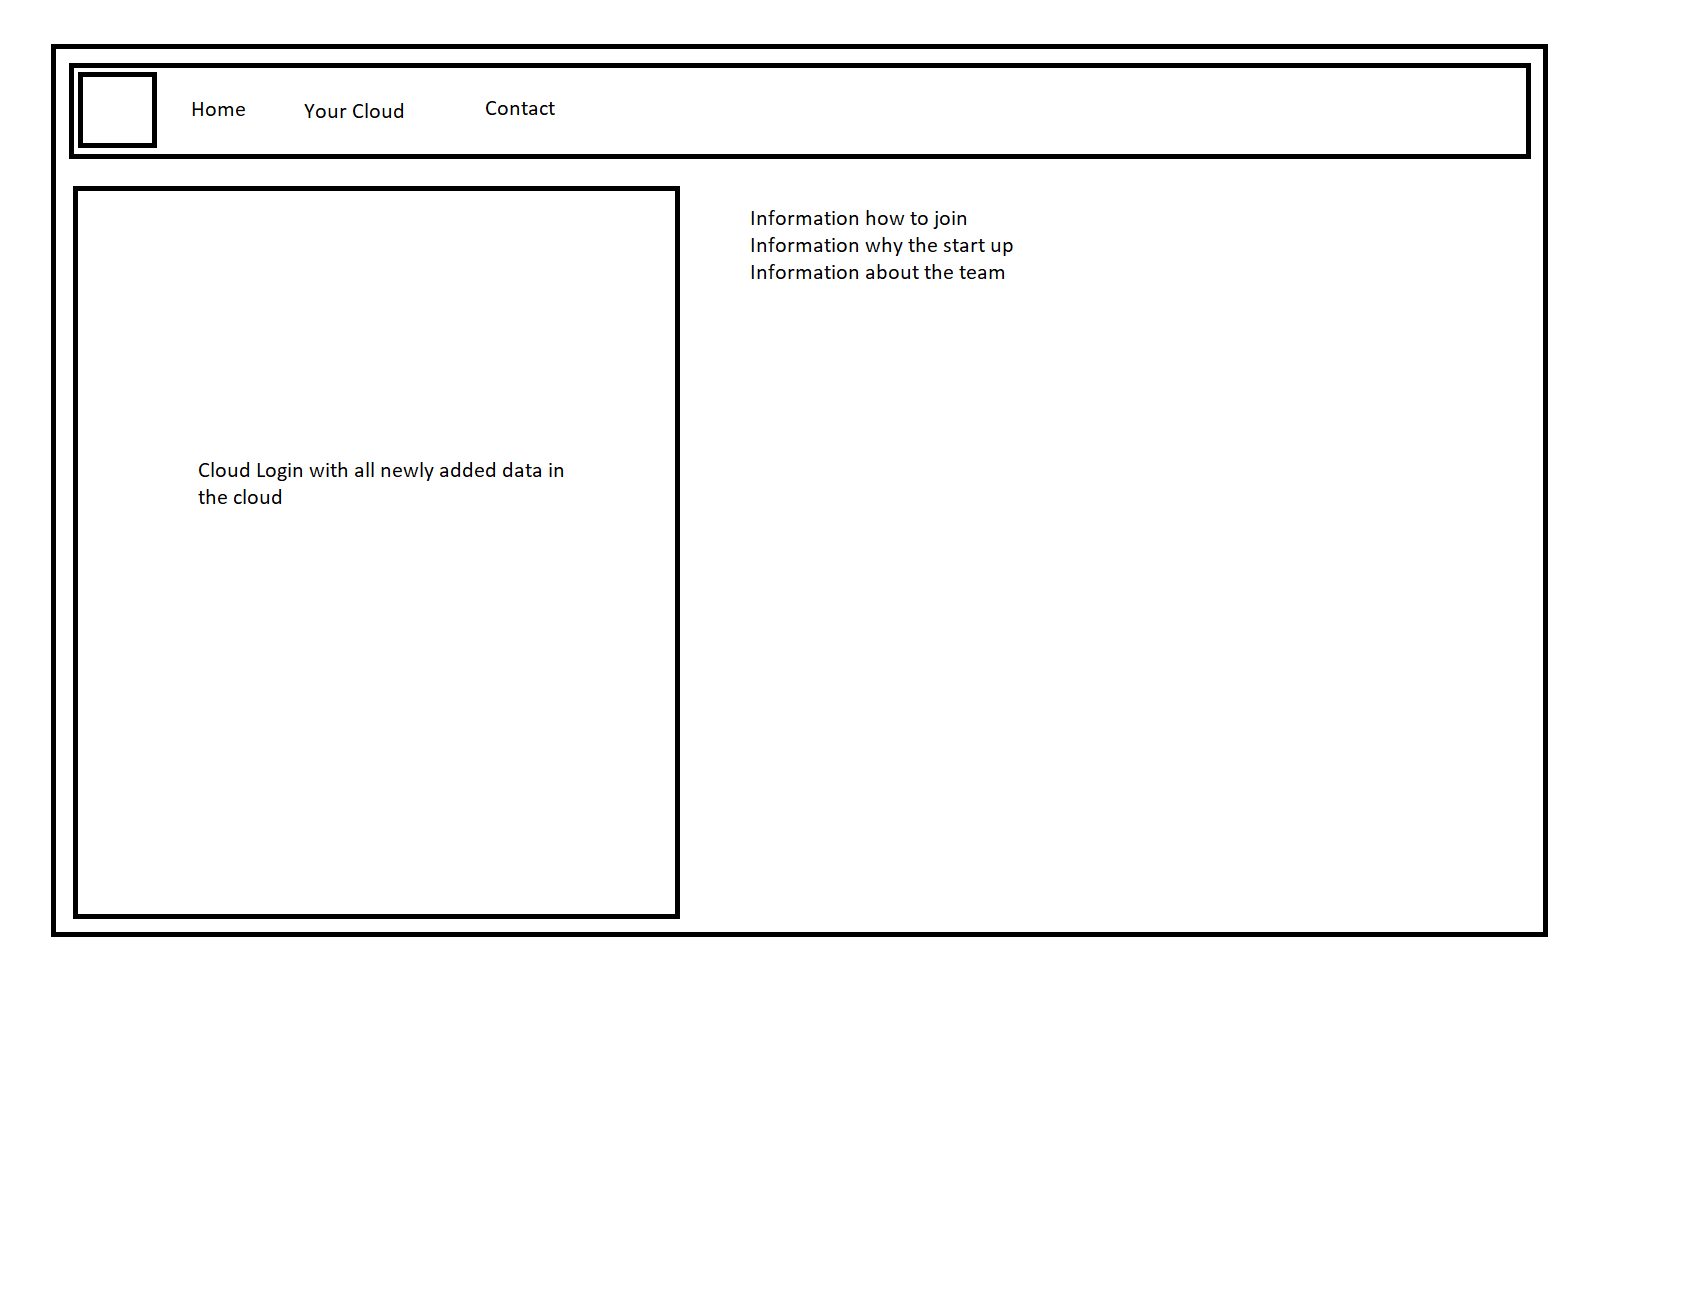 Home
Your Cloud
Contact
Information how to join
Information why the start up
Information about the team
Cloud Login with all newly added data in
the cloud